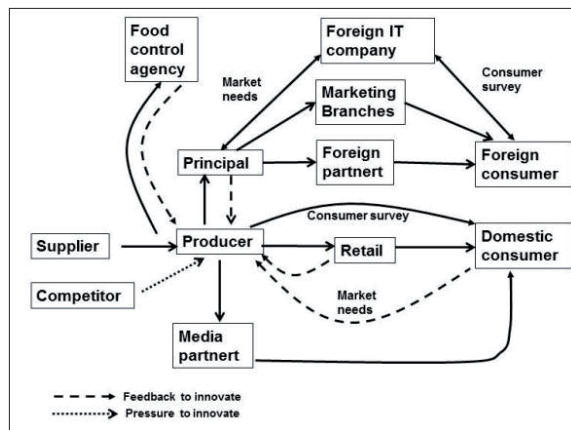 Food
control
agency
Foreign IT
company
Market
needs
Consumer
survey
Marketing
Branches
Principal
Foreign
partnert
Foreign
consumer
Consumer survey
Supplier
Producer
Retail
Domestic
consumer
Competitor
Market
needs
Media
partnert
Feedback to innovate
Pressure to innovate